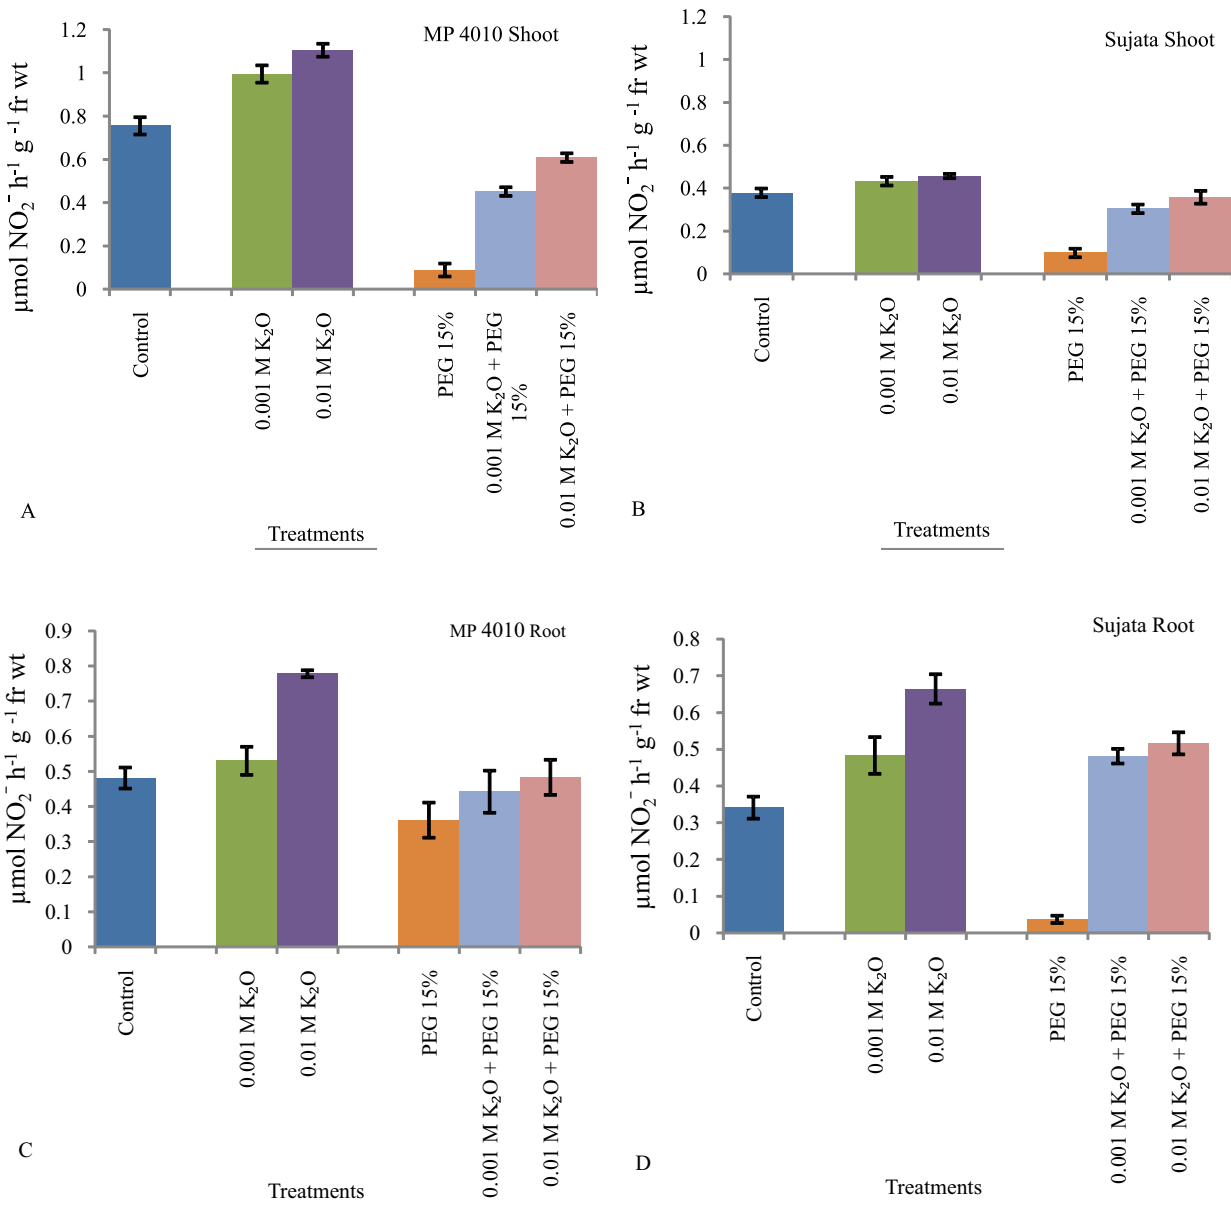 MP 4010 Shoot
µmol NO₂⁻ h⁻¹ g ⁻¹ fr wt
1.2
1
0.8
0.6
0.4
0.2
0
Control
0.001 M K₂O
0.01 M K₂O
PEG 15%
0.001 M K₂O + PEG
15%
0.01 M K₂O + PEG 15%
A
Treatments
Sujata Shoot
µmol NO₂⁻ h⁻¹ g ⁻¹ fr wt
1.2
1
0.8
0.6
0.4
0.2
0
Control
0.001 M K₂O
0.01 M K₂O
PEG 15%
0.001 M K₂O + PEG 15%
0.01 M K₂O + PEG 15%
B
Treatments
MP 4010 Root
µmol NO₂⁻ h⁻¹ g ⁻¹ fr wt
0.9
0.8
0.7
0.6
0.5
0.4
0.3
0.2
0.1
0
Control
0.001 M K₂O
0.01 M K₂O
PEG 15%
0.001 M K₂O + PEG 15%
0.01 M K₂O + PEG 15%
C
Treatments
Sujata Root
µmol NO₂⁻ h⁻¹ g⁻¹ fr wt
0.8
0.7
0.6
0.5
0.4
0.3
0.2
0.1
0
Control
0.001 M K₂O
0.01 M K₂O
PEG 15%
0.001 M K₂O + PEG 15%
0.01 M K₂O + PEG 15%
D
Treatments